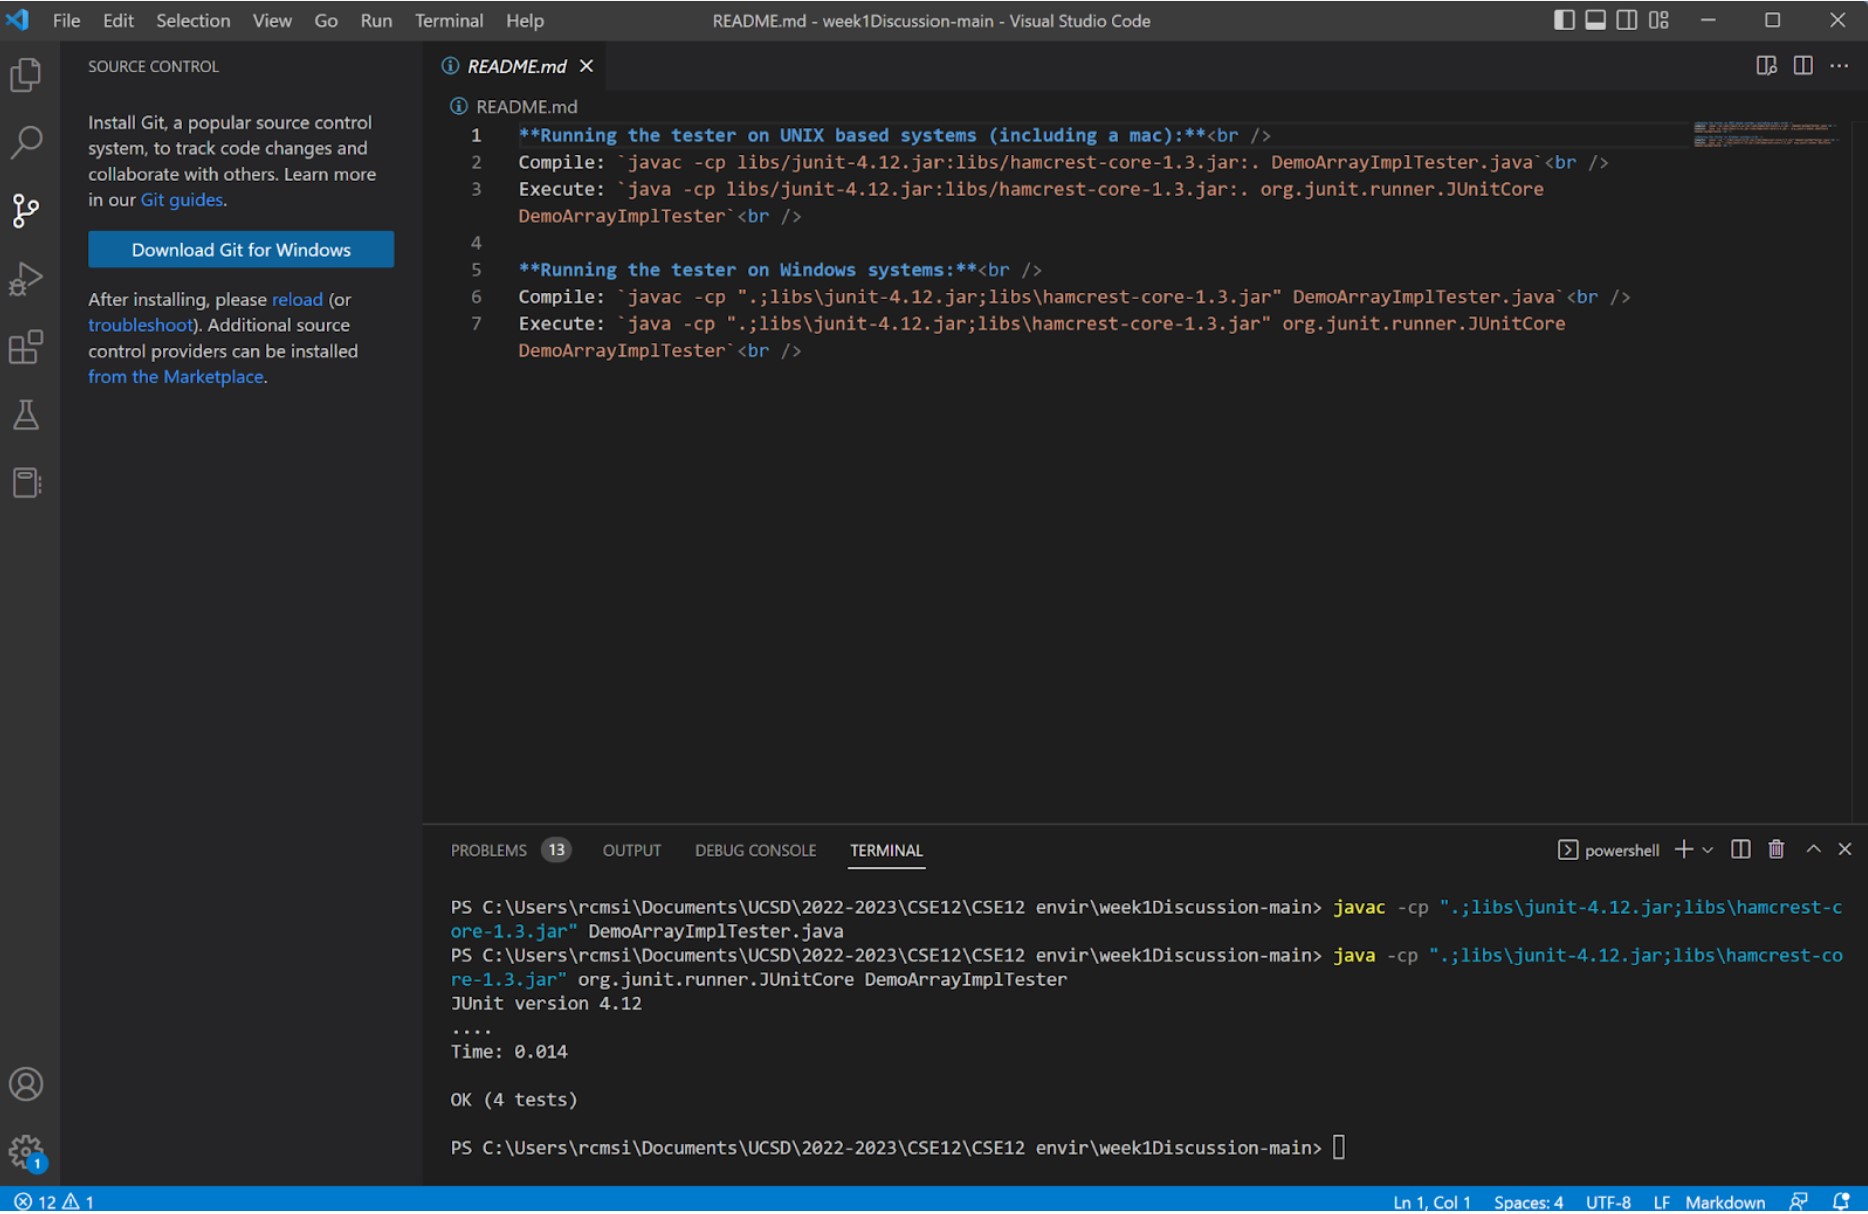 File Edit Selection View Go Run Terminal Help README.md - week1Discussion-main - Visual Studio Code
SOURCE CONTROL
Install Git, a popular source control
system, to track code changes and
collaborate with others. Learn more
in our Git guides.
Download Git for Windows
After installing, please reload (or
troubleshoot). Additional source
control providers can be installed
from the Marketplace.
README.md
README.md
1 **Running the tester on UNIX based systems (including a mac):**<br />
2 Compile: `javac -cp libs/junit-4.12.jar:libs/hamcrest-core-1.3.jar:. DemoArrayImplTester.java`<br />
3 Execute: `java -cp libs/junit-4.12.jar:libs/hamcrest-core-1.3.jar:. org.junit.runner.JUnitCore
DemoArrayImplTester`<br />
4
5 **Running the tester on Windows systems:**<br />
6 Compile: `javac -cp ".;libs\junit-4.12.jar;libs\hamcrest-core-1.3.jar" DemoArrayImplTester.java`<br />
7 Execute: `java -cp ".;libs\junit-4.12.jar;libs\hamcrest-core-1.3.jar" org.junit.runner.JUnitCore
DemoArrayImplTester`<br />
PROBLEMS 13 OUTPUT DEBUG CONSOLE TERMINAL powershell
PS C:\Users\rcmsi\Documents\UCSD\2022-2023\CSE12\CSE12 envir\week1Discussion-main> javac -cp ".;libs\junit-4.12.jar;libs\hamcrest-c
ore-1.3.jar" DemoArrayImplTester.java
PS C:\Users\rcmsi\Documents\UCSD\2022-2023\CSE12\CSE12 envir\week1Discussion-main> java -cp ".;libs\junit-4.12.jar;libs\hamcrest-co
re-1.3.jar" org.junit.runner.JUnitCore DemoArrayImplTester
JUnit version 4.12
....
Time: 0.014
OK (4 tests)
PS C:\Users\rcmsi\Documents\UCSD\2022-2023\CSE12\CSE12 envir\week1Discussion-main>
1
12 1 Ln 1, Col 1 Spaces: 4 UTF-8 LF Markdown